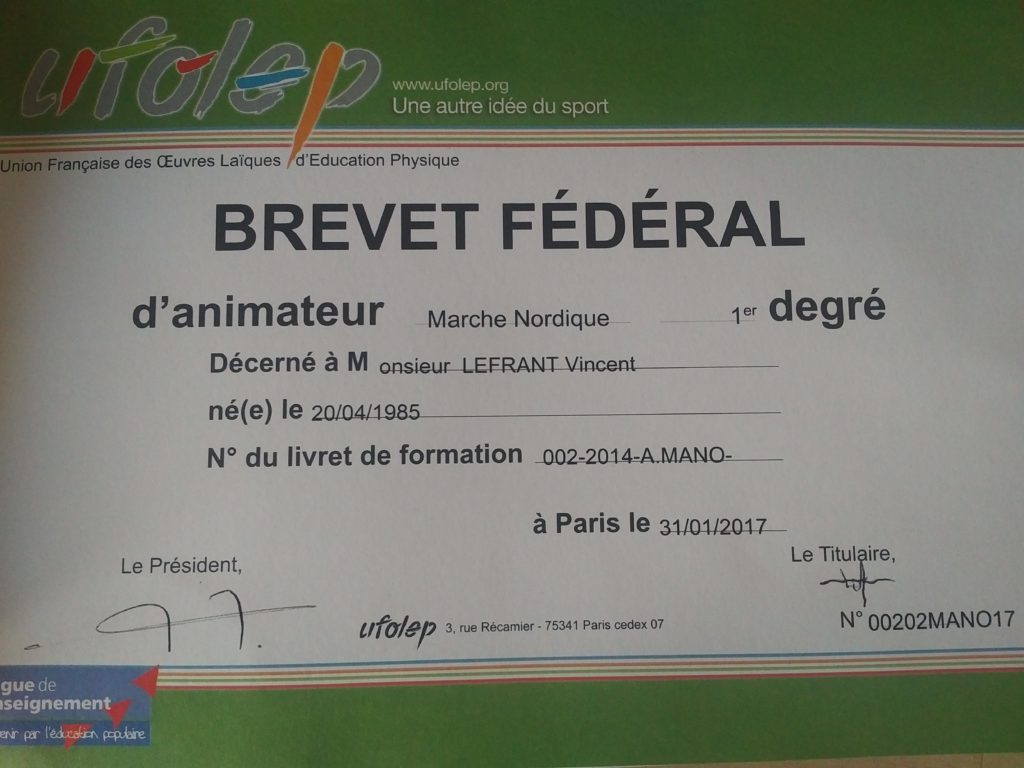 ufolep
www.ufolep.org
Une autre idée du sport
Union Française des Œuvres Laïques d'Education Physique
BREVET FÉDÉRAL
d'animateur Marche Nordique 1er degré
Décerné à M onsieur LEFRANT Vincent
né(e) le 20/04/1985
N° du livret de formation 002-2014-A.MANO-
à Paris le 31/01/2017
Le Président,
Le Titulaire,
ufolep 3, rue Récamier - 75341 Paris cedex 07
N° 00202MANO17
gue de
nseignement
enir par l'éducation populaire